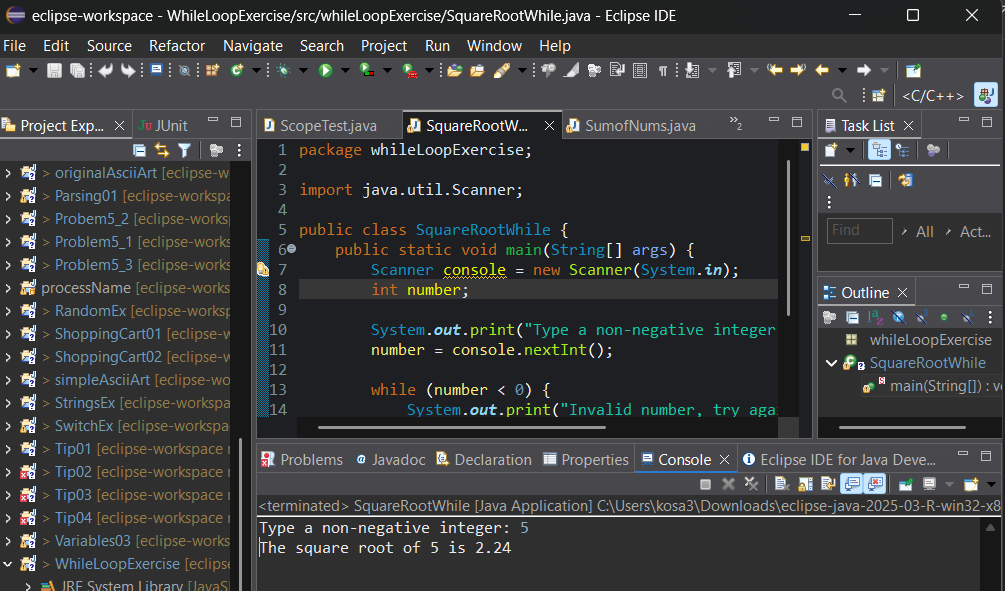 eclipse-workspace - WhileLoopExercise/src/whileLoopExercise/SquareRootWhile.java - Eclipse IDE
File Edit Source Refactor Navigate Search Project Run Window Help
<C/C++>
Project Exp...
JUnit
> originalAsciiArt [eclipse-w
> Parsing01 [eclipse-workspa
> Probem5_2 [eclipse-works
> Problem5_1 [eclipse-works
> Problem5_3 [eclipse-works
processName [eclipse-works
> RandomEx [eclipse-worksp
> ShoppingCart01 [eclipse-w
> ShoppingCart02 [eclipse-w
> simpleAsciiArt [eclipse-wo
> StringsEx [eclipse-workspa
> SwitchEx [eclipse-workspa
> Tip01 [eclipse-workspace
> Tip02 [eclipse-workspace
> Tip03 [eclipse-workspace
> Tip04 [eclipse-workspace
> Variables03 [eclipse-works
> WhileLoopExercise [eclipse
JRE System Library [JavaS
ScopeTest.java SquareRootW... SumofNums.java »2
1 package whileLoopExercise;
2
3 import java.util.Scanner;
4
5 public class SquareRootWhile {
6 public static void main(String[] args) {
7 Scanner console = new Scanner(System.in);
8 int number;
9
10 System.out.print("Type a non-negative integer
11 number = console.nextInt();
12
13 while (number < 0) {
14 System.out.print("Invalid number, try aga
Task List
Find All Act...
Outline
whileLoopExercise
SquareRootWhile
main(String[]) : vo
Problems Javadoc Declaration Properties Console Eclipse IDE for Java Deve...
<terminated> SquareRootWhile [Java Application] C:\Users\kosa3\Downloads\eclipse-java-2025-03-R-win32-x8
Type a non-negative integer: 5
The square root of 5 is 2.24